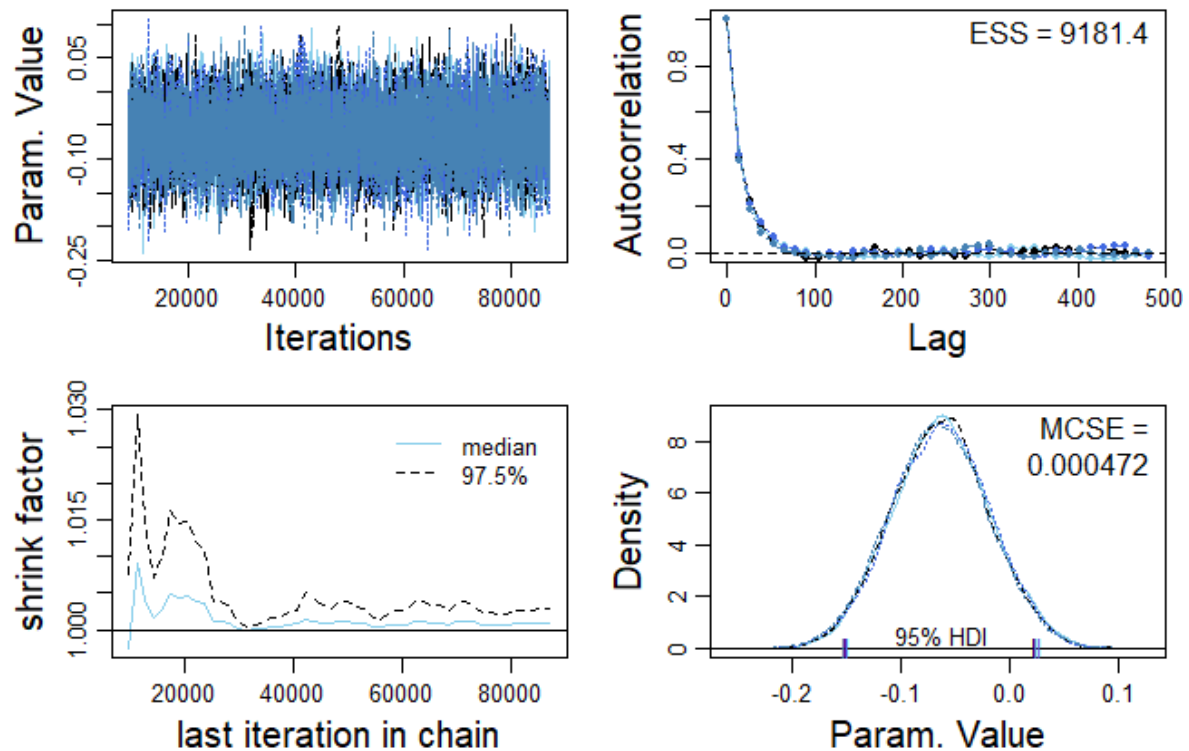 Param. Value
0.05
-0.10
-0.25
20000 40000 60000 80000
Iterations
Autocorrelation
0.8
0.4
0.0
ESS = 9181.4
0 100 200 300 400 500
Lag
shrink factor
1.030
1.015
1.000
median
97.5%
20000 40000 60000 80000
last iteration in chain
Density
8
6
4
2
0
MCSE =
0.000472
95% HDI
-0.2 -0.1 0.0 0.1
Param. Value